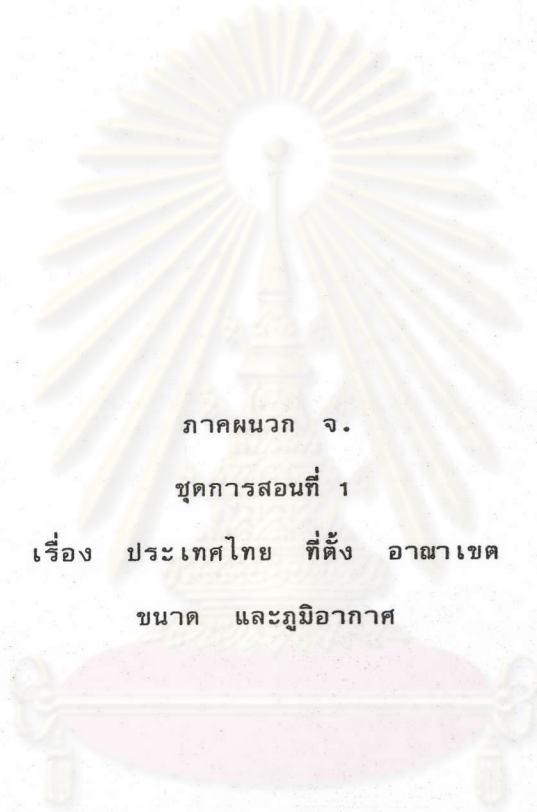 ภาคผนวก จ.
ชุดการสอนที่ 1
เรื่อง ประเทศไทย ที่ตั้ง อาณาเขต
ขนาด และภูมิอากาศ